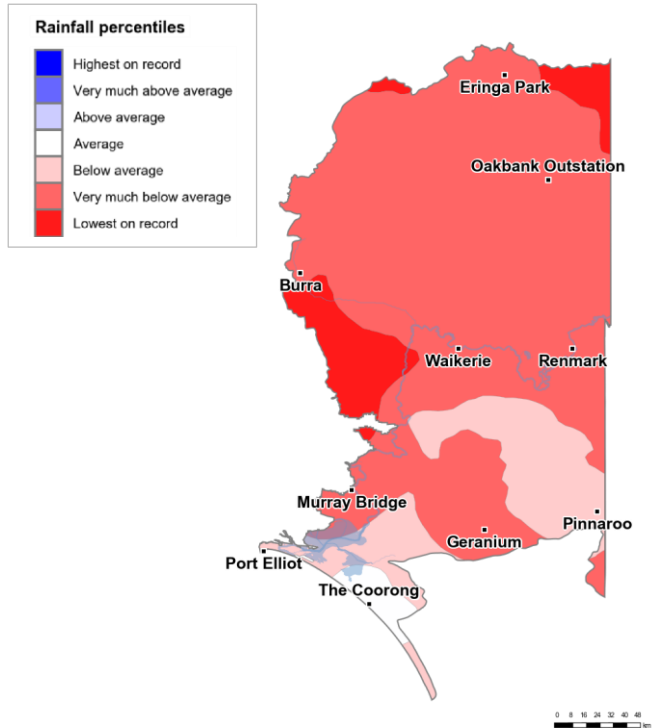 Rainfall percentiles
Highest on record
Very much above average
Above average
Average
Below average
Very much below average
Lowest on record
Eringa Park
Oakbank Outstation
Burra
Waikerie
Renmark
Murray Bridge
Pinnaroo
Geranium
Port Elliot
The Coorong
0 8 16 24 32 40 48
km